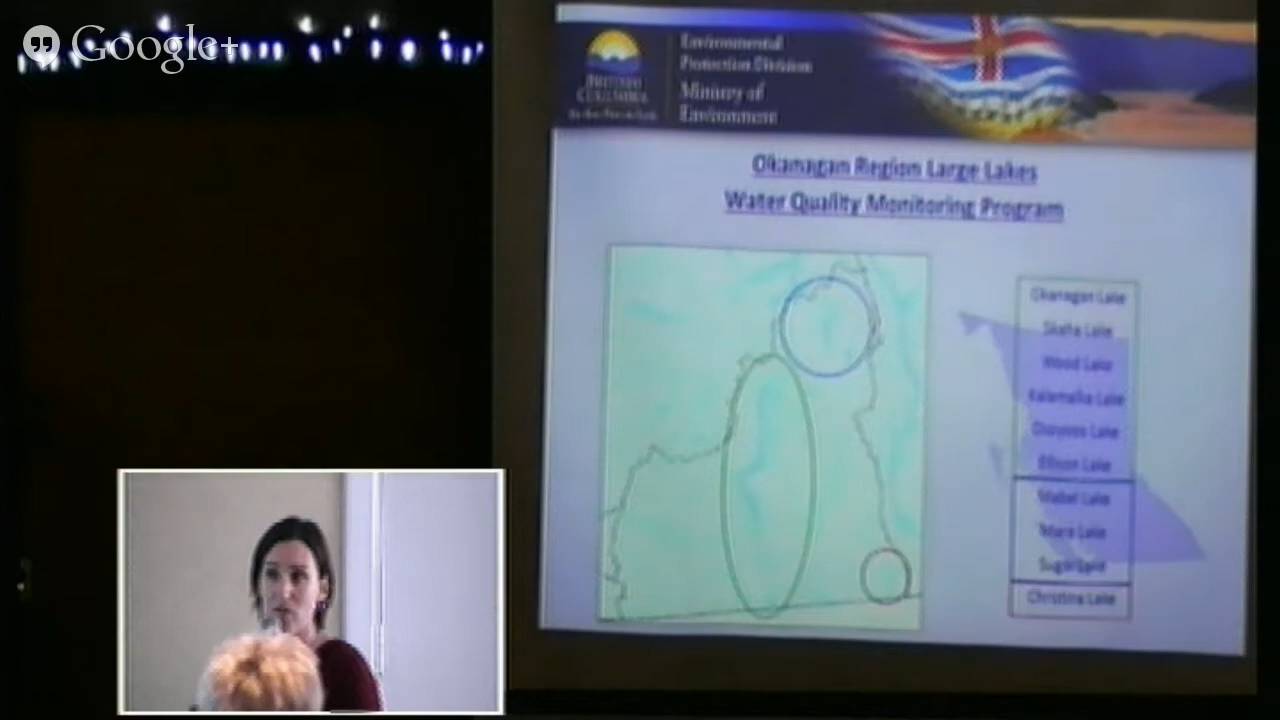 Google+
BRITISH
COLUMBIA
Environmental
Protection Division
Ministry of
Environment
Okanagan Region Large Lakes
Water Quality Monitoring Program
Okanagan Lake
Skaha Lake
Wood Lake
Kalamalka Lake
Osoyoos Lake
Ellison Lake
Mabel Lake
Mara Lake
Sugar Lake
Christina Lake